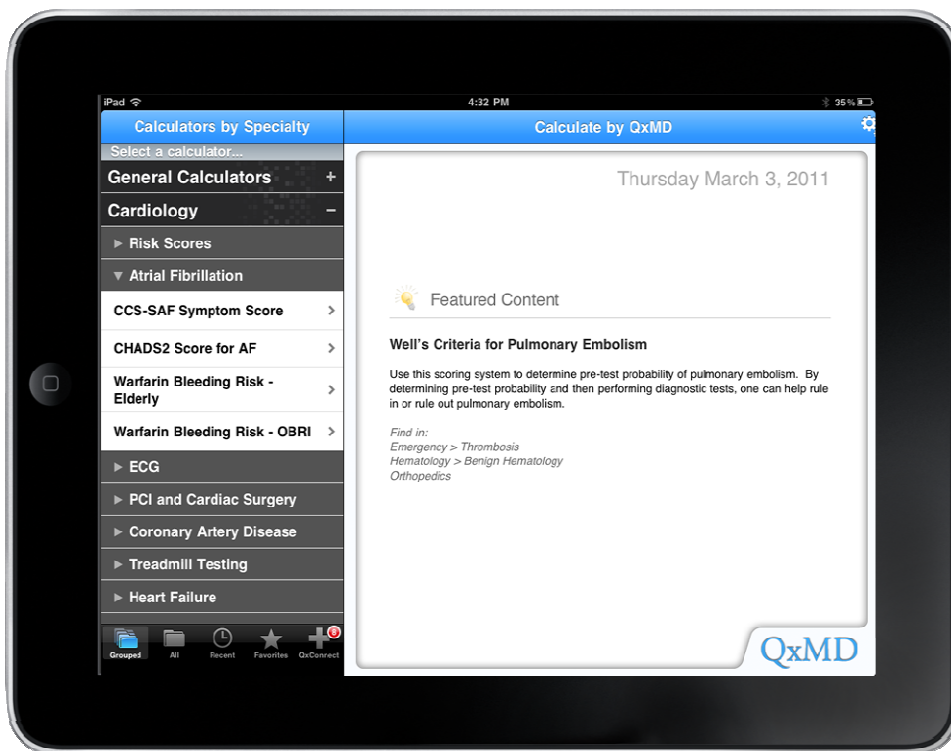 iPad
4:32 PM
35%
Calculators by Specialty
Calculate by QxMD
Select a calculator...
General Calculators +
Cardiology –
Risk Scores
Atrial Fibrillation
CCS-SAF Symptom Score
CHADS2 Score for AF
Warfarin Bleeding Risk -
Elderly
Warfarin Bleeding Risk - OBRI
ECG
PCI and Cardiac Surgery
Coronary Artery Disease
Treadmill Testing
Heart Failure
Grouped
All
Recent
Favorites
QxConnect
8
Thursday March 3, 2011
Featured Content
Well's Criteria for Pulmonary Embolism
Use this scoring system to determine pre-test probability of pulmonary embolism. By
determining pre-test probability and then performing diagnostic tests, one can help rule
in or rule out pulmonary embolism.
Find in:
Emergency > Thrombosis
Hematology > Benign Hematology
Orthopedics
QxMD